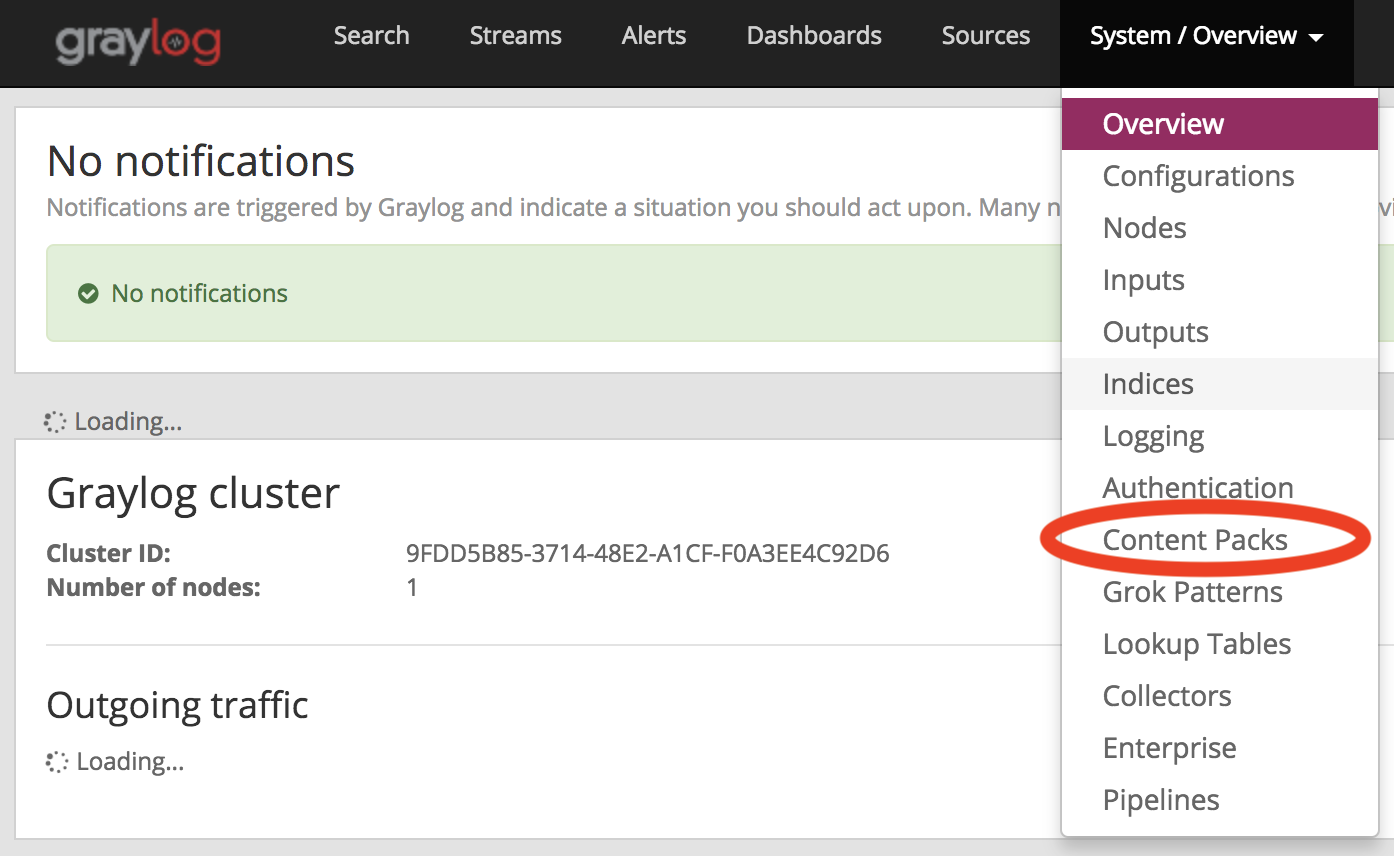 graylog Search Streams Alerts Dashboards Sources System / Overview
No notifications
Notifications are triggered by Graylog and indicate a situation you should act upon. Many
No notifications
Loading...
Graylog cluster
Cluster ID: 9FDD5B85-3714-48E2-A1CF-F0A3EE4C92D6
Number of nodes: 1
Outgoing traffic
Loading...
Overview
Configurations
Nodes
Inputs
Outputs
Indices
Logging
Authentication
Content Packs
Grok Patterns
Lookup Tables
Collectors
Enterprise
Pipelines